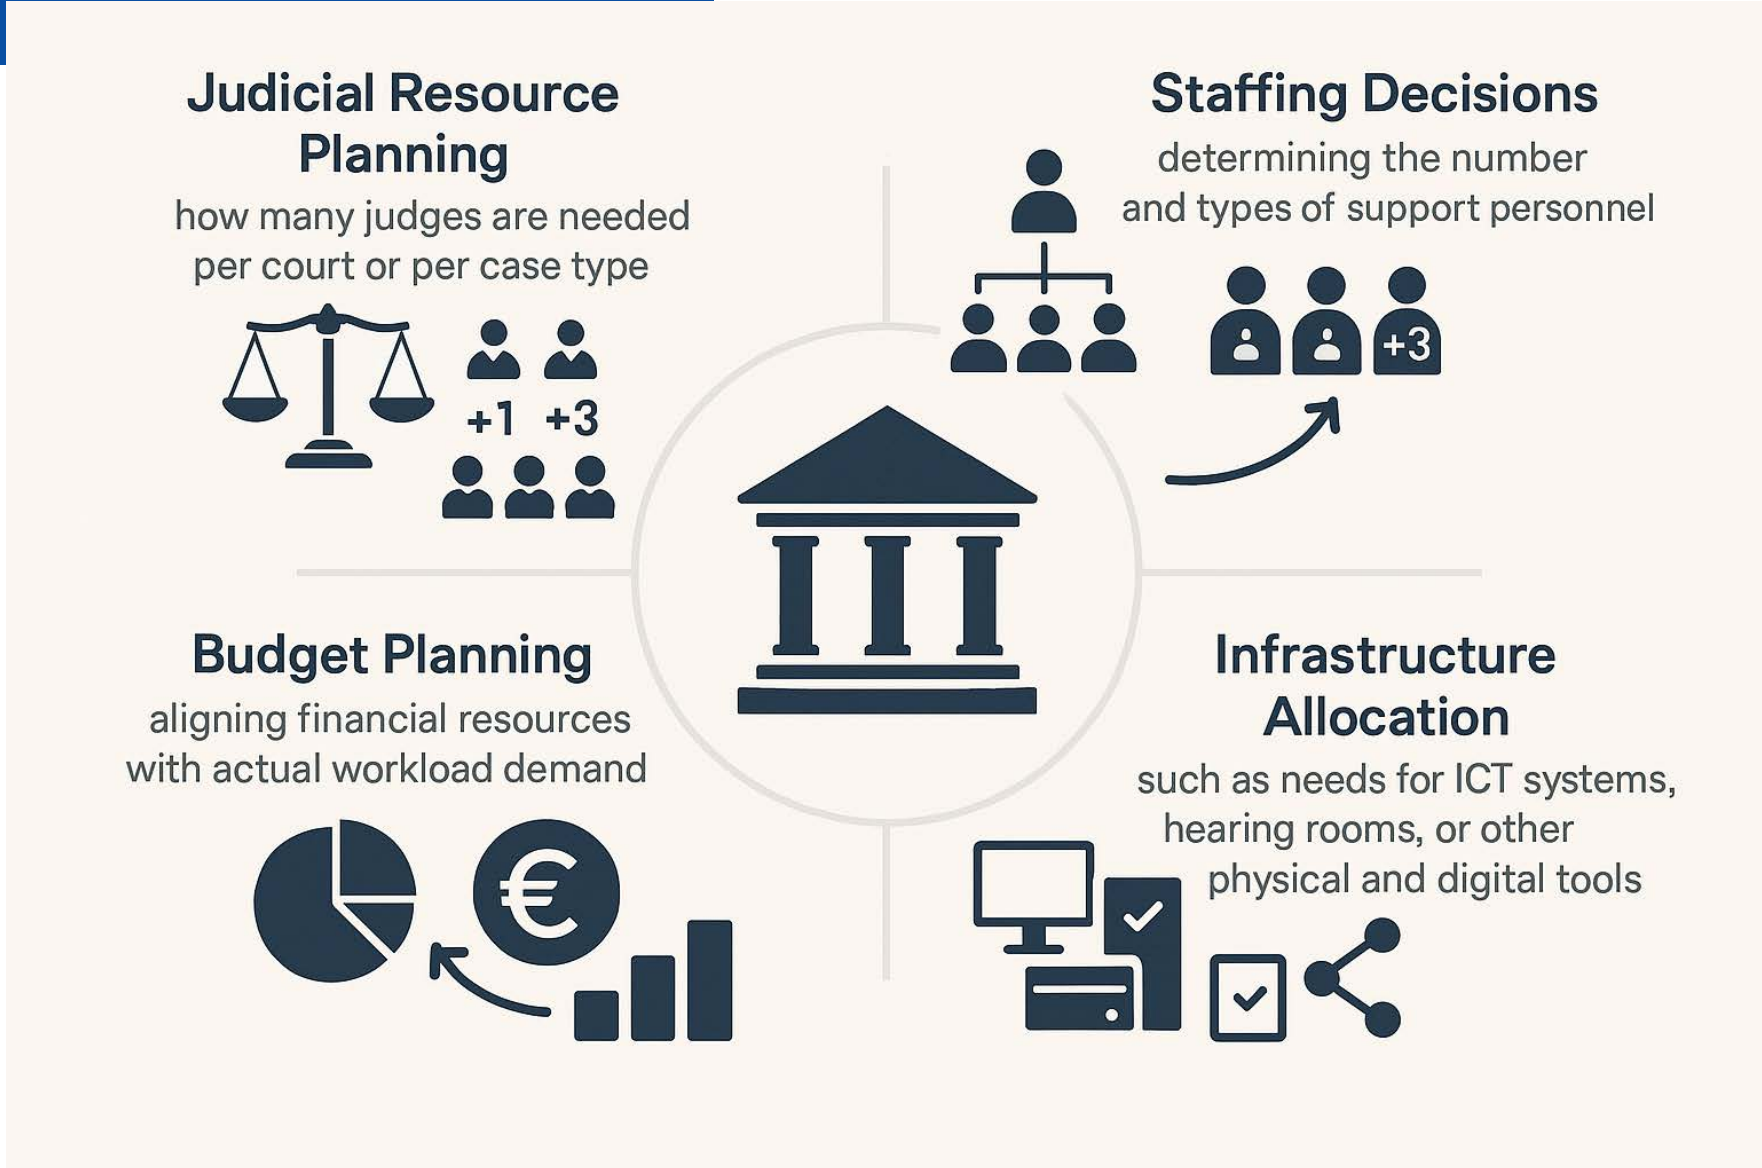 Judicial Resource
Planning
how many judges are needed
per court or per case type
+1 +3
Staffing Decisions
determining the number
and types of support personnel
+3
Budget Planning
aligning financial resources
with actual workload demand
€
Infrastructure
Allocation
such as needs for ICT systems,
hearing rooms, or other
physical and digital tools